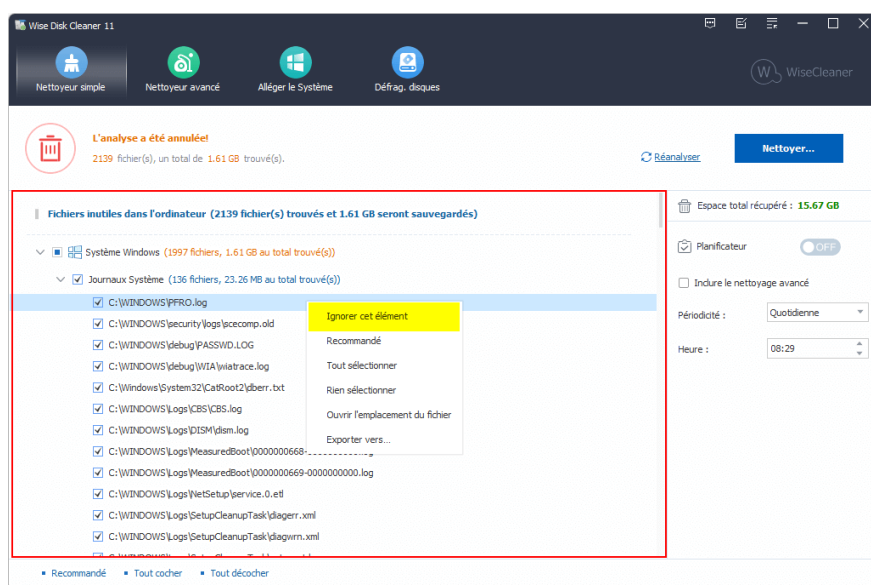 Wise Disk Cleaner 11
Nettoyeur simple
Nettoyeur avancé
Alléger le Système
Défrag. disques
WiseCleaner
L'analyse a été annulée!
2139 fichier(s), un total de 1.61 GB trouvé(s).
Réanalyser
Nettoyer...
Fichiers inutiles dans l'ordinateur (2139 fichier(s) trouvés et 1.61 GB seront sauvegardés)
Système Windows (1997 fichiers, 1.61 GB au total trouvé(s))
Journaux Système (136 fichiers, 23.26 MB au total trouvé(s))
C:\WINDOWS\PFRO.log
C:\WINDOWS\security\logs\scecomp.old
C:\WINDOWS\debug\PASSWD.LOG
C:\WINDOWS\debug\WIA\wiatrace.log
C:\Windows\System32\CatRoot2\dberr.txt
C:\WINDOWS\Logs\CBS\CBS.log
C:\WINDOWS\Logs\DISM\dism.log
C:\WINDOWS\Logs\MeasuredBoot\0000000668-
C:\WINDOWS\Logs\MeasuredBoot\0000000669-0000000000.log
C:\WINDOWS\Logs\NetSetup\service.0.etl
C:\WINDOWS\Logs\SetupCleanupTask\diagerr.xml
C:\WINDOWS\Logs\SetupCleanupTask\diagwrn.xml
Ignorer cet élément
Recommandé
Tout sélectionner
Rien sélectionner
Ouvrir l'emplacement du fichier
Exporter vers...
Espace total récupéré : 15.67 GB
Planificateur
OFF
Inclure le nettoyage avancé
Périodicité : Quotidienne
Heure : 08:29
Recommandé
Tout cocher
Tout décocher